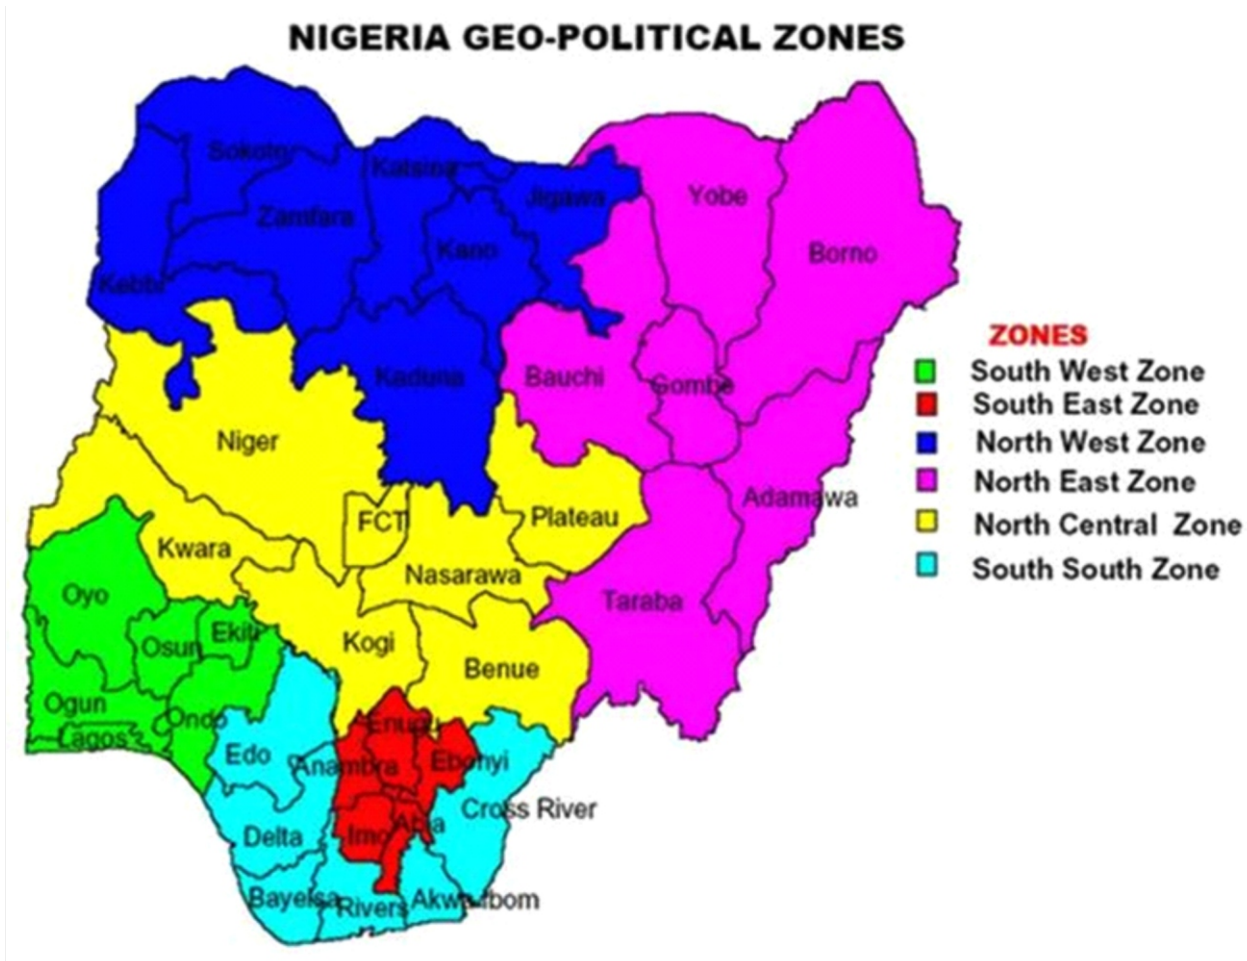 NIGERIA GEO-POLITICAL ZONES
Sokoto
Katsina
Zamfara
Jigawa
Yobe
Kano
Borno
Kebbi
ZONES
South West Zone
South East Zone
North West Zone
North East Zone
North Central Zone
South South Zone
Kaduna
Bauchi
Gombe
Niger
Adamawa
FCT
Plateau
Kwara
Nasarawa
Oyo
Taraba
Ekiti
Osun
Kogi
Benue
Ogun
Ondo
Enugu
Lagos
Edo
Anambra
Ebonyi
Cross River
Abia
Imo
Delta
Bayelsa
Rivers
Akwa-Ibom